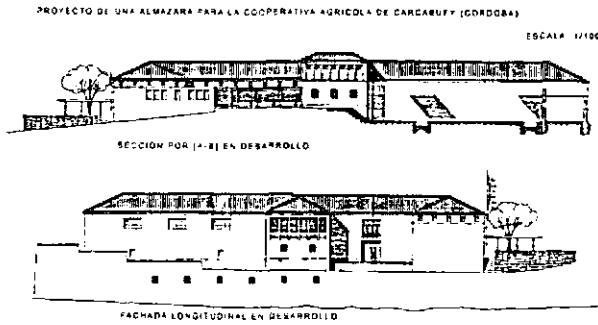 PROYECTO DE UNA ALMAZARA PARA LA COOPERATIVA AGRICOLA DE CARCABUEY (CORDOBA)
ESCALA 1/100
SECCION POR [A-B] EN DESARROLLO
FACHADA LONGITUDINAL EN DESARROLLO